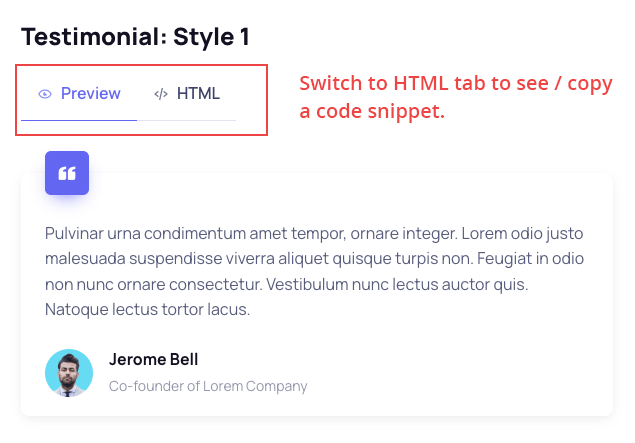 Testimonial: Style 1
Preview
HTML
Switch to HTML tab to see / copy
a code snippet.
Pulvinar urna condimentum amet tempor, ornare integer. Lorem odio justo
malesuada suspendisse viverra aliquet quisque turpis non. Feugiat in odio
non nunc ornare consectetur. Vestibulum nunc lectus auctor quis.
Natoque lectus tortor lacus.
Jerome Bell
Co-founder of Lorem Company